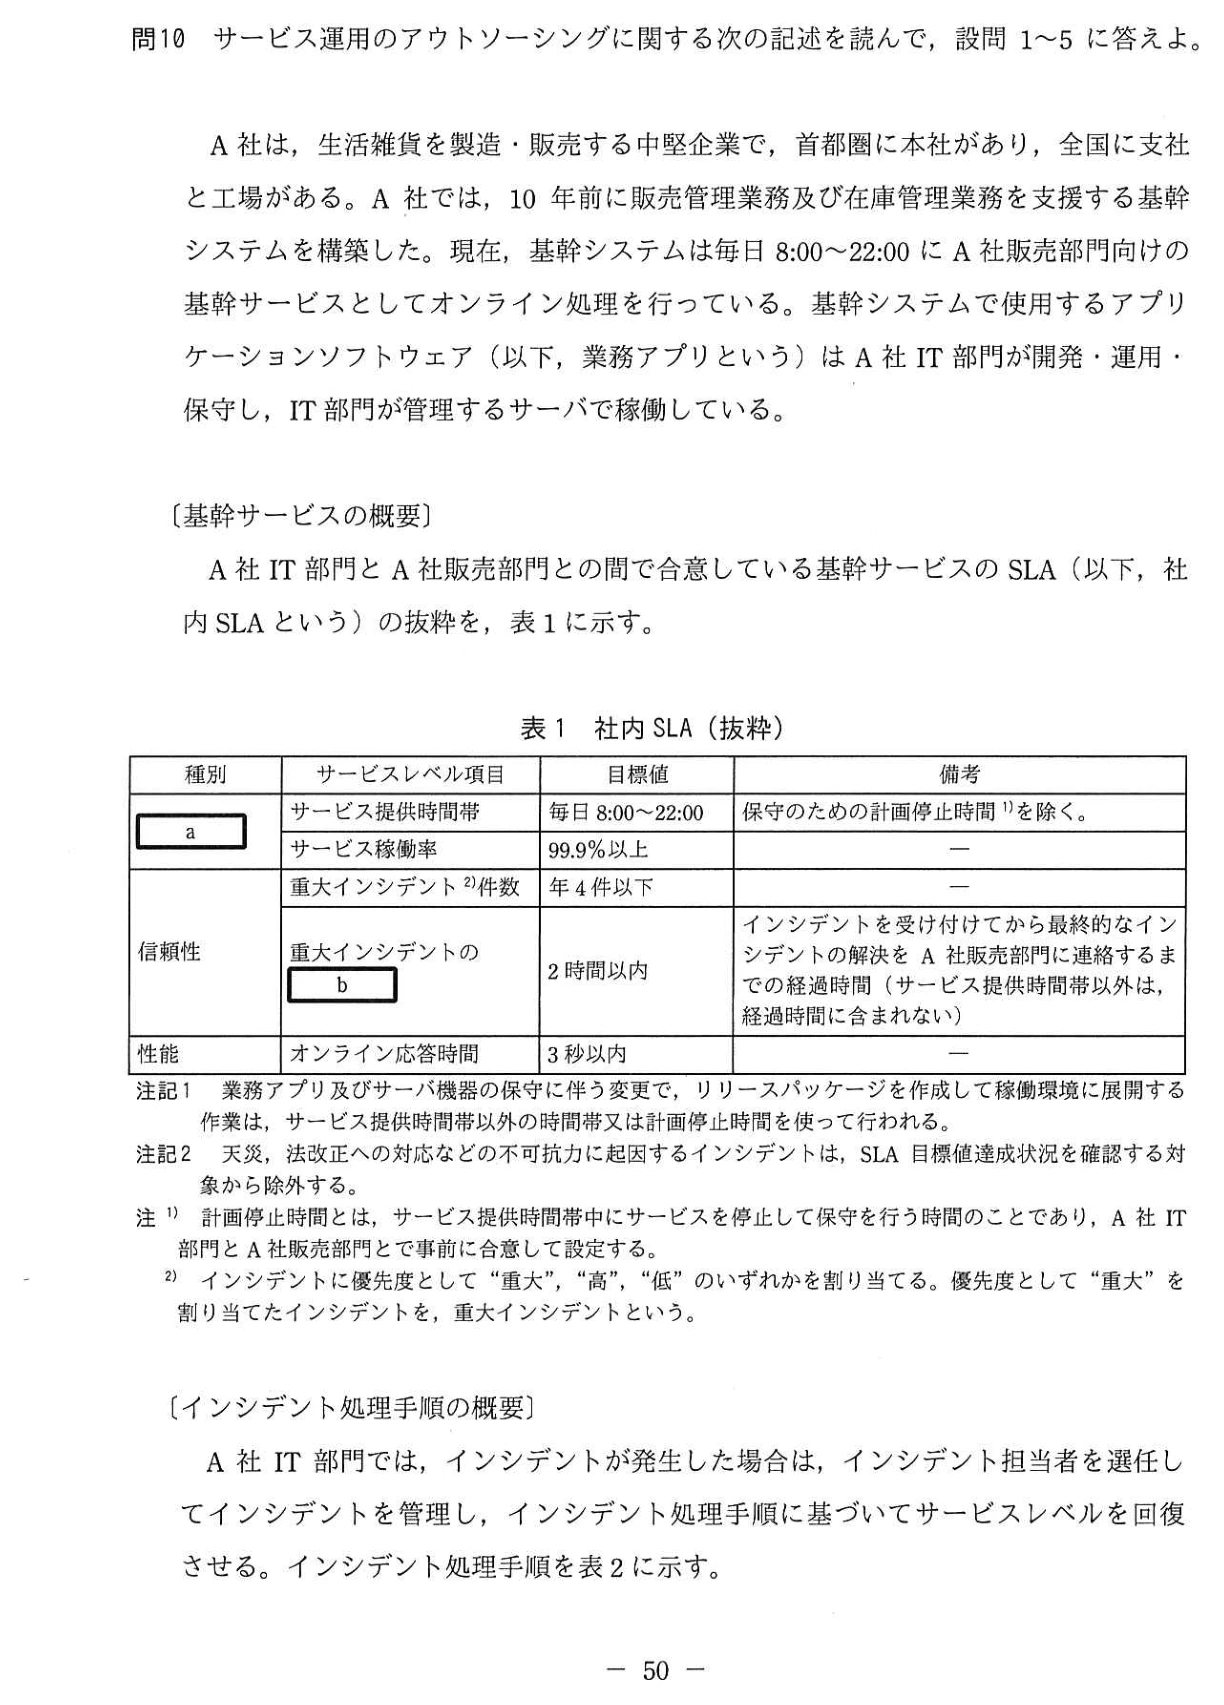 問10　サービス運用のアウトソーシングに関する次の記述を読んで，設問 1～5 に答えよ。
A 社は，生活雑貨を製造・販売する中堅企業で，首都圏に本社があり，全国に支社
と工場がある。A 社では，10 年前に販売管理業務及び在庫管理業務を支援する基幹
システムを構築した。現在，基幹システムは毎日 8:00～22:00 に A 社販売部門向けの
基幹サービスとしてオンライン処理を行っている。基幹システムで使用するアプリ
ケーションソフトウェア（以下，業務アプリという）は A 社 IT 部門が開発・運用・
保守し，IT 部門が管理するサーバで稼働している。
〔基幹サービスの概要〕
A 社 IT 部門と A 社販売部門との間で合意している基幹サービスの SLA（以下，社
内 SLA という）の抜粋を，表 1 に示す。
表 1　社内 SLA（抜粋）
種別　サービスレベル項目　目標値　備考
a　サービス提供時間帯　毎日 8:00～22:00　保守のための計画停止時間 1)を除く。
サービス稼働率　99.9%以上　－
信頼性　重大インシデント 2)件数　年 4 件以下　－
重大インシデントの
b　2 時間以内
インシデントを受け付けてから最終的なイン
シデントの解決を A 社販売部門に連絡するま
での経過時間（サービス提供時間帯以外は，
経過時間に含まれない）
性能　オンライン応答時間　3 秒以内　－
注記1　業務アプリ及びサーバ機器の保守に伴う変更で，リリースパッケージを作成して稼働環境に展開する
作業は，サービス提供時間帯以外の時間帯又は計画停止時間を使って行われる。
注記2　天災，法改正への対応などの不可抗力に起因するインシデントは，SLA 目標値達成状況を確認する対
象から除外する。
注 1)　計画停止時間とは，サービス提供時間帯中にサービスを停止して保守を行う時間のことであり，A 社 IT
部門と A 社販売部門とで事前に合意して設定する。
2)　インシデントに優先度として“重大”，“高”，“低”のいずれかを割り当てる。優先度として“重大”を
割り当てたインシデントを，重大インシデントという。
〔インシデント処理手順の概要〕
A 社 IT 部門では，インシデントが発生した場合は，インシデント担当者を選任し
てインシデントを管理し，インシデント処理手順に基づいてサービスレベルを回復
させる。インシデント処理手順を表 2 に示す。
－ 50 －